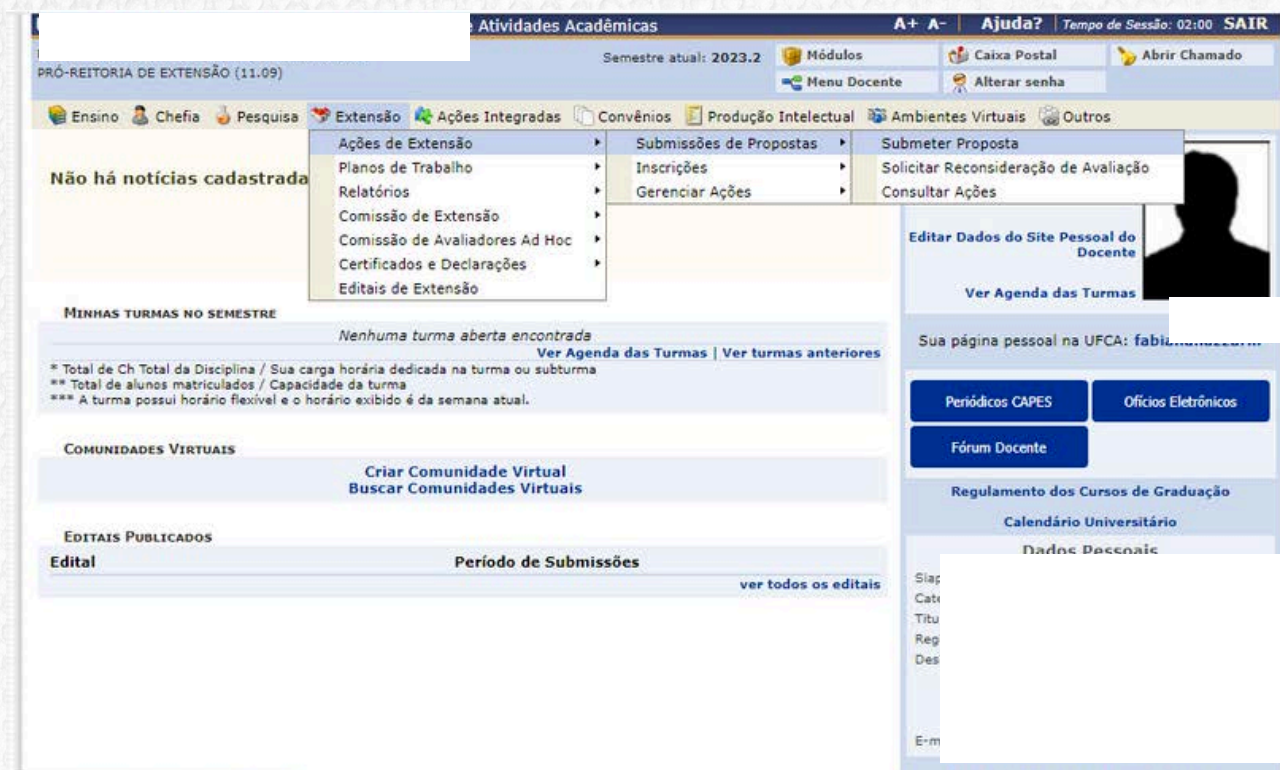 e Atividades Acadêmicas A+ A- | Ajuda? | Tempo de Sessão: 02:00 SAIR
Semestre atual: 2023.2 Módulos Caixa Postal Abrir Chamado
PRÓ-REITORIA DE EXTENSÃO (11.09)
Menu Docente Alterar senha
Ensino Chefia Pesquisa Extensão Ações Integradas Convênios Produção Intelectual Ambientes Virtuais Outros
Ações de Extensão Submissões de Propostas Submeter Proposta
Planos de Trabalho Inscrições Solicitar Reconsideração de Avaliação
Relatórios Gerenciar Ações Consultar Ações
Comissão de Extensão
Comissão de Avaliadores Ad Hoc
Certificados e Declarações
Editais de Extensão
Não há notícias cadastrada
Editar Dados do Site Pessoal do
Docente
Ver Agenda das Turmas
MINHAS TURMAS NO SEMESTRE
Nenhuma turma aberta encontrada
Ver Agenda das Turmas | Ver turmas anteriores
* Total de Ch Total da Disciplina / Sua carga horária dedicada na turma ou subturma
** Total de alunos matriculados / Capacidade da turma
*** A turma possui horário flexível e o horário exibido é da semana atual.
Sua página pessoal na UFCA:
Periódicos CAPES Ofícios Eletrônicos
Fórum Docente
COMUNIDADES VIRTUAIS
Criar Comunidade Virtual
Buscar Comunidades Virtuais
Regulamento dos Cursos de Graduação
Calendário Universitário
EDITAIS PUBLICADOS
Edital Período de Submissões
ver todos os editais
Dados Pessoais
Siap
Cate
Titu
Reg
Des
E-m